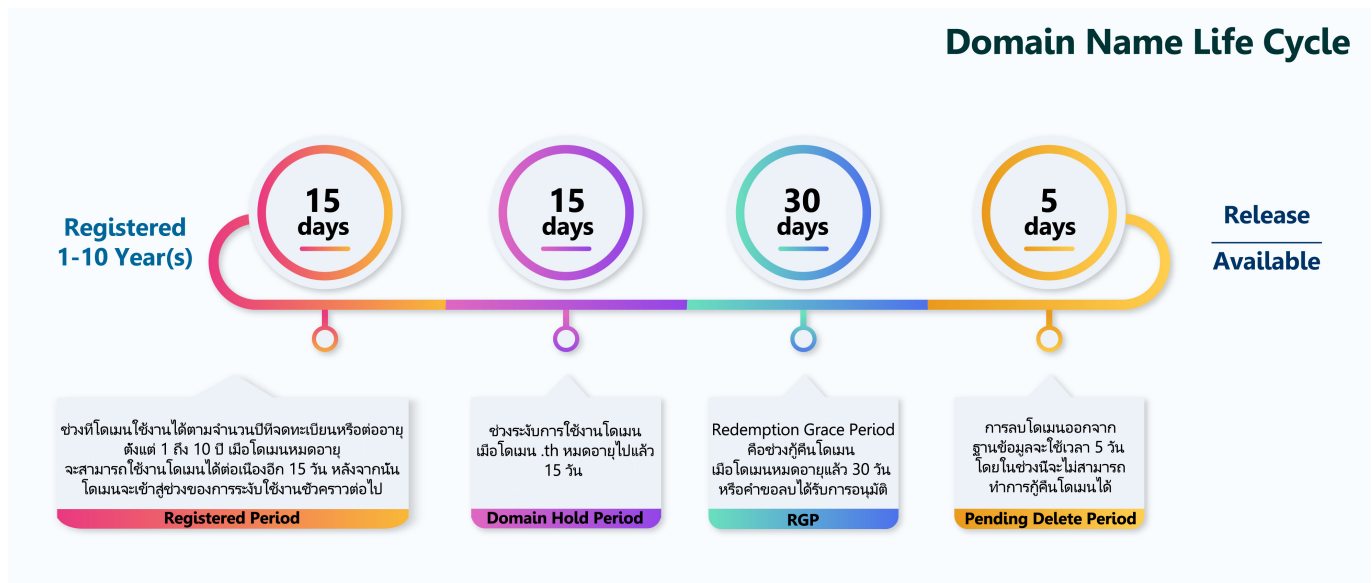 Domain Name Life Cycle
Registered
1-10 Year(s)
15
days
15
days
30
days
5
days
Release
Available
ช่วงที่โดเมนใช้งานได้ตามจำนวนปีที่จดทะเบียนหรือต่ออายุ
ตั้งแต่ 1 ถึง 10 ปี เมื่อโดเมนหมดอายุ
จะสามารถใช้งานโดเมนได้ต่อเนื่องอีก 15 วัน หลังจากนั้น
โดเมนจะเข้าสู่ช่วงของการระงับใช้งานชั่วคราวต่อไป
Registered Period
ช่วงระงับการใช้งานโดเมน
เมื่อโดเมน .th หมดอายุไปแล้ว
15 วัน
Domain Hold Period
Redemption Grace Period
คือช่วงกู้คืนโดเมน
เมื่อโดเมนหมดอายุแล้ว 30 วัน
หรือคำขอลบได้รับการอนุมัติ
RGP
การลบโดเมนออกจาก
ฐานข้อมูลจะใช้เวลา 5 วัน
โดยในช่วงนี้จะไม่สามารถ
ทำการกู้คืนโดเมนได้
Pending Delete Period